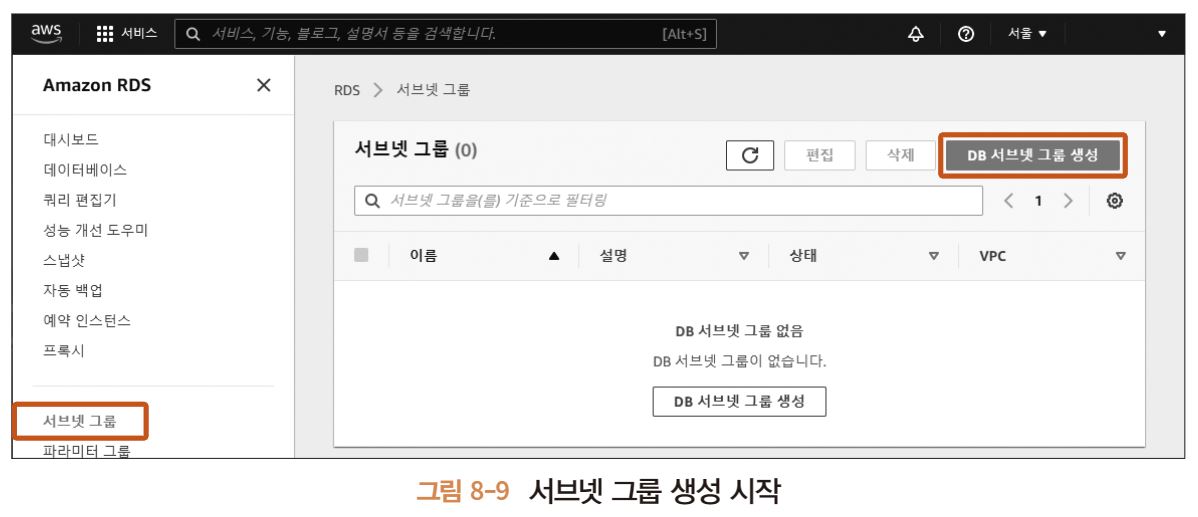 aws 서비스 서비스, 기능, 블로그, 설명서 등을 검색합니다. [Alt+S] 서울 ▼ ▼
Amazon RDS
RDS > 서브넷 그룹
대시보드
데이터베이스
쿼리 편집기
성능 개선 도우미
스냅샷
자동 백업
예약 인스턴스
프록시
서브넷 그룹
파라미터 그룹
서브넷 그룹 (0) 편집 삭제 DB 서브넷 그룹 생성
서브넷 그룹을(를) 기준으로 필터링 < 1 >
이름 ▲ 설명 ▽ 상태 ▽ VPC ▽
DB 서브넷 그룹 없음
DB 서브넷 그룹이 없습니다.
DB 서브넷 그룹 생성
그림 8-9 서브넷 그룹 생성 시작